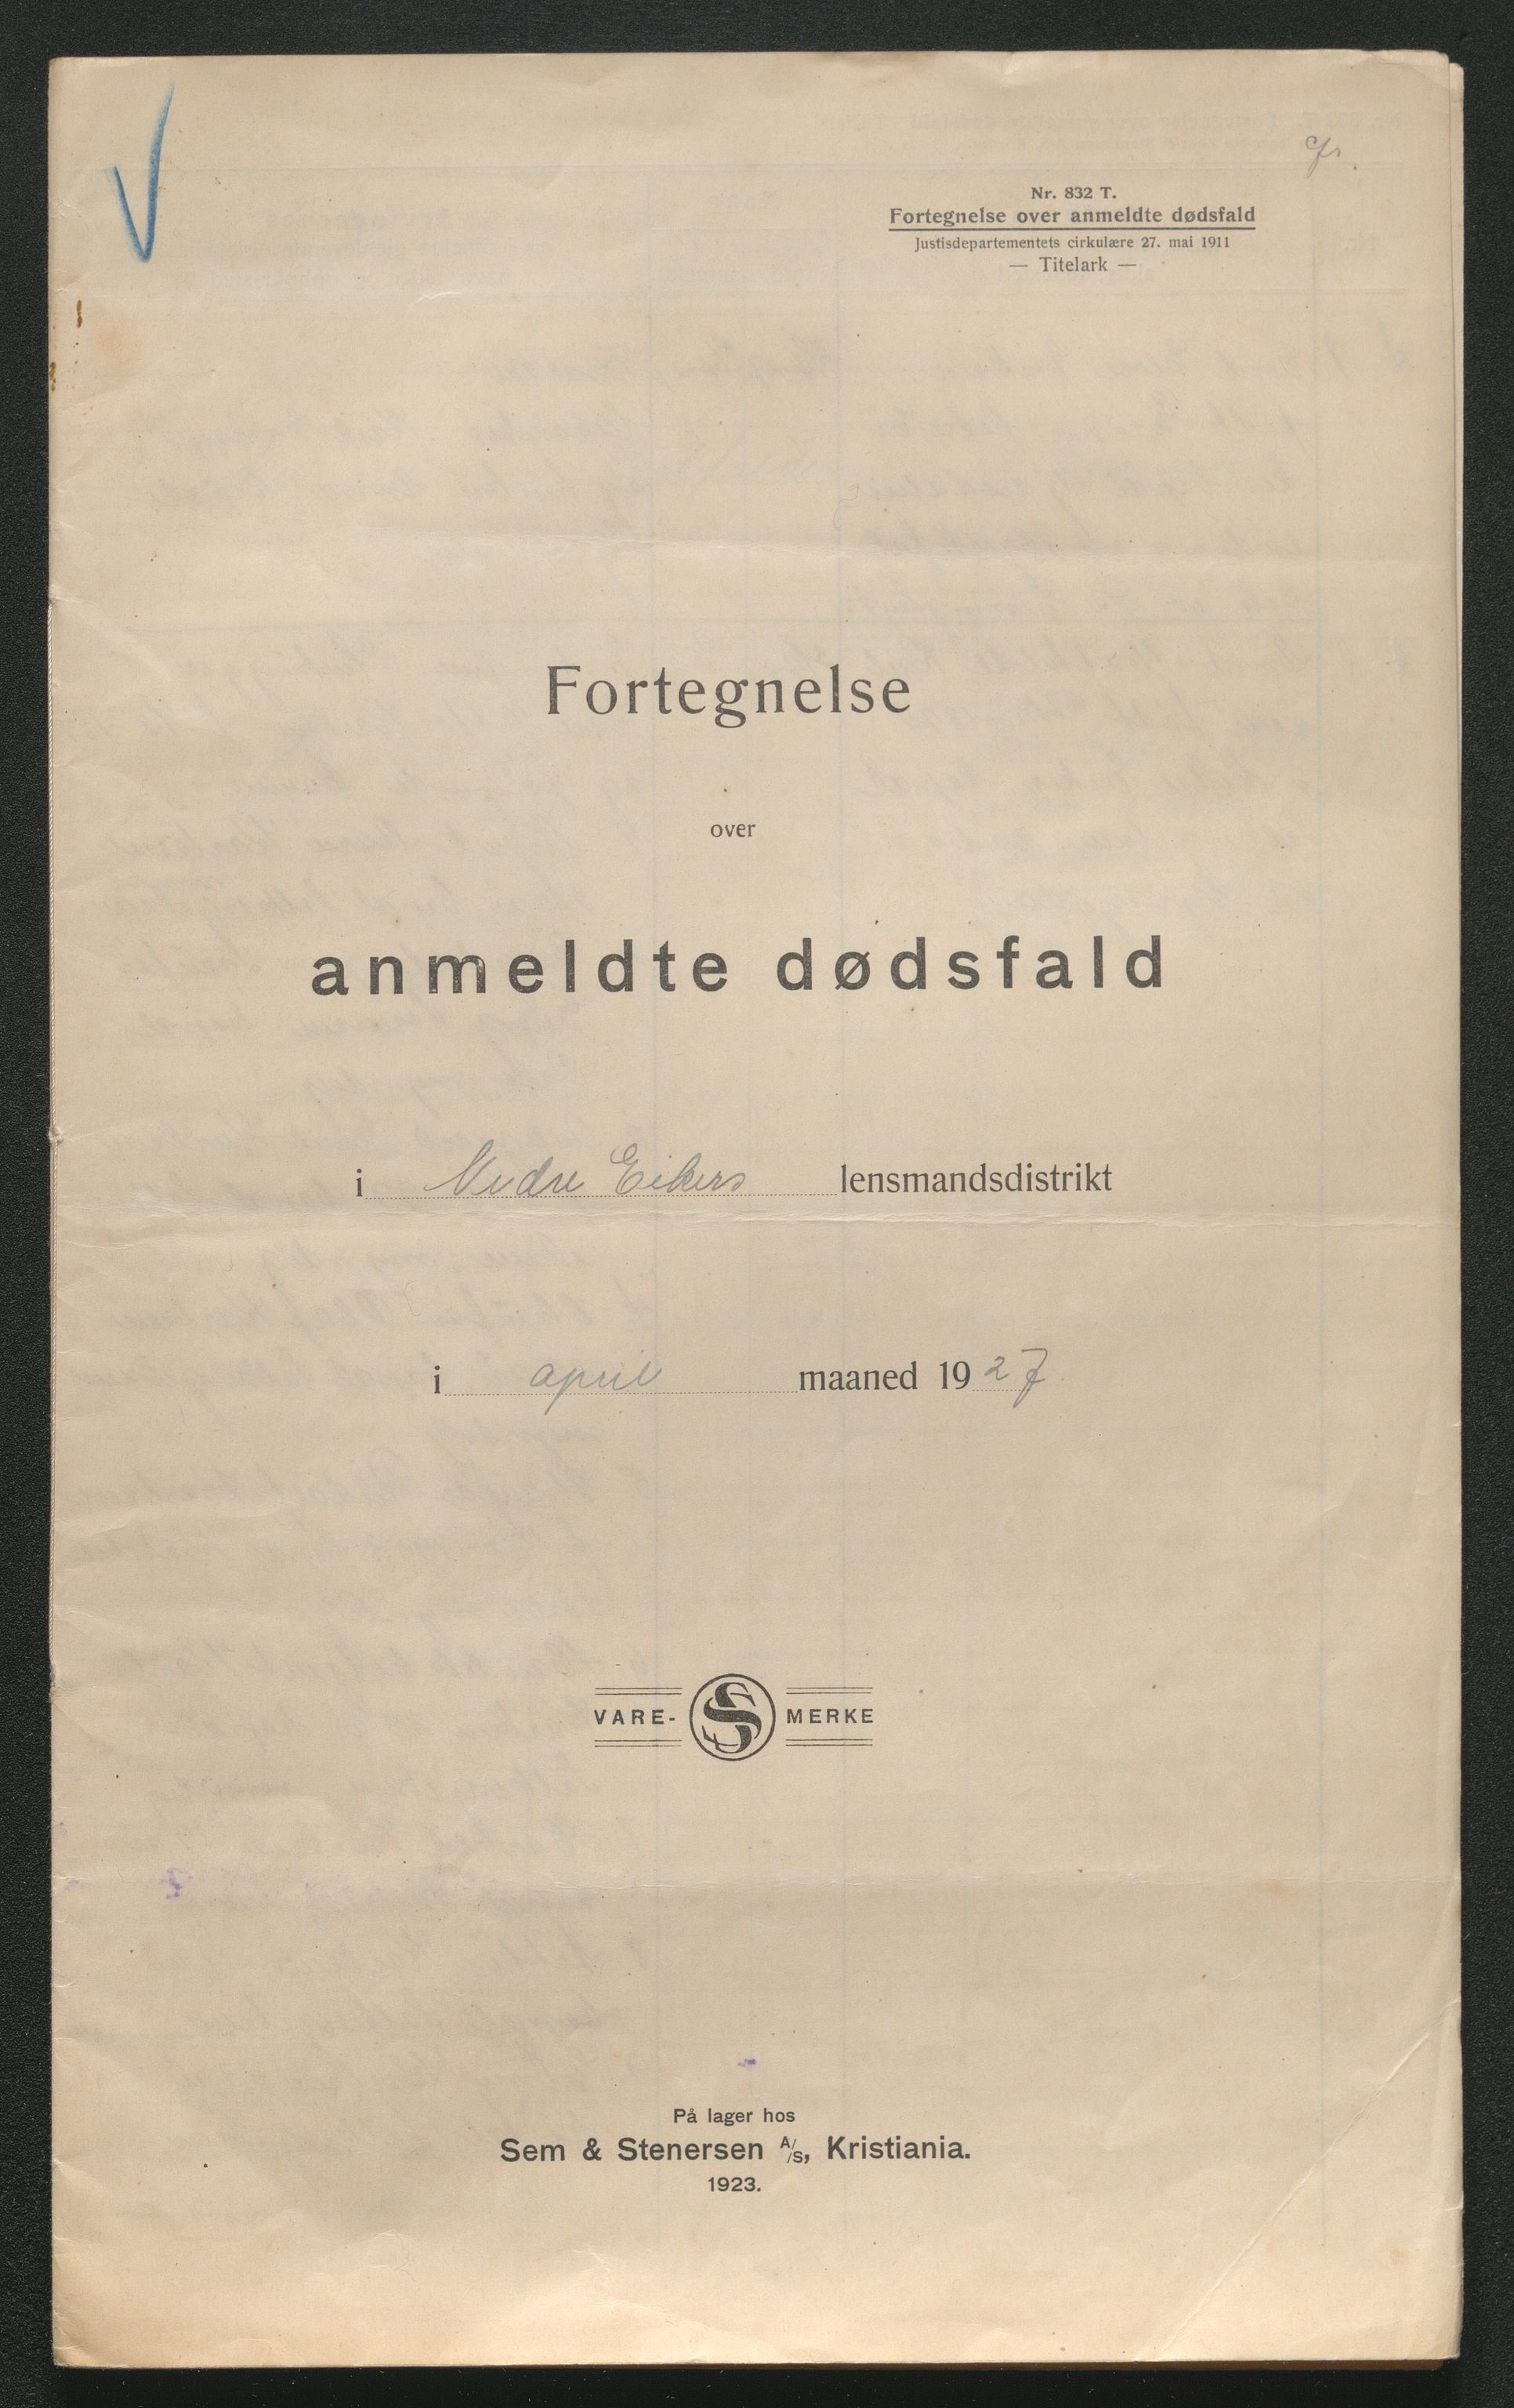 Nr. 832 T.
Fortegnelse over anmeldte dødsfald
Justisdepartementets cirkulære 27. mai 1911
— Titelark —
Fortegnelse
over
anmeldte dødsfald
i Nedre Eikers lensmandsdistrikt
i april maaned 1927
VARE- S MERKE
På lager hos
Sem & Stenersen A/S, Kristiania.
1923.